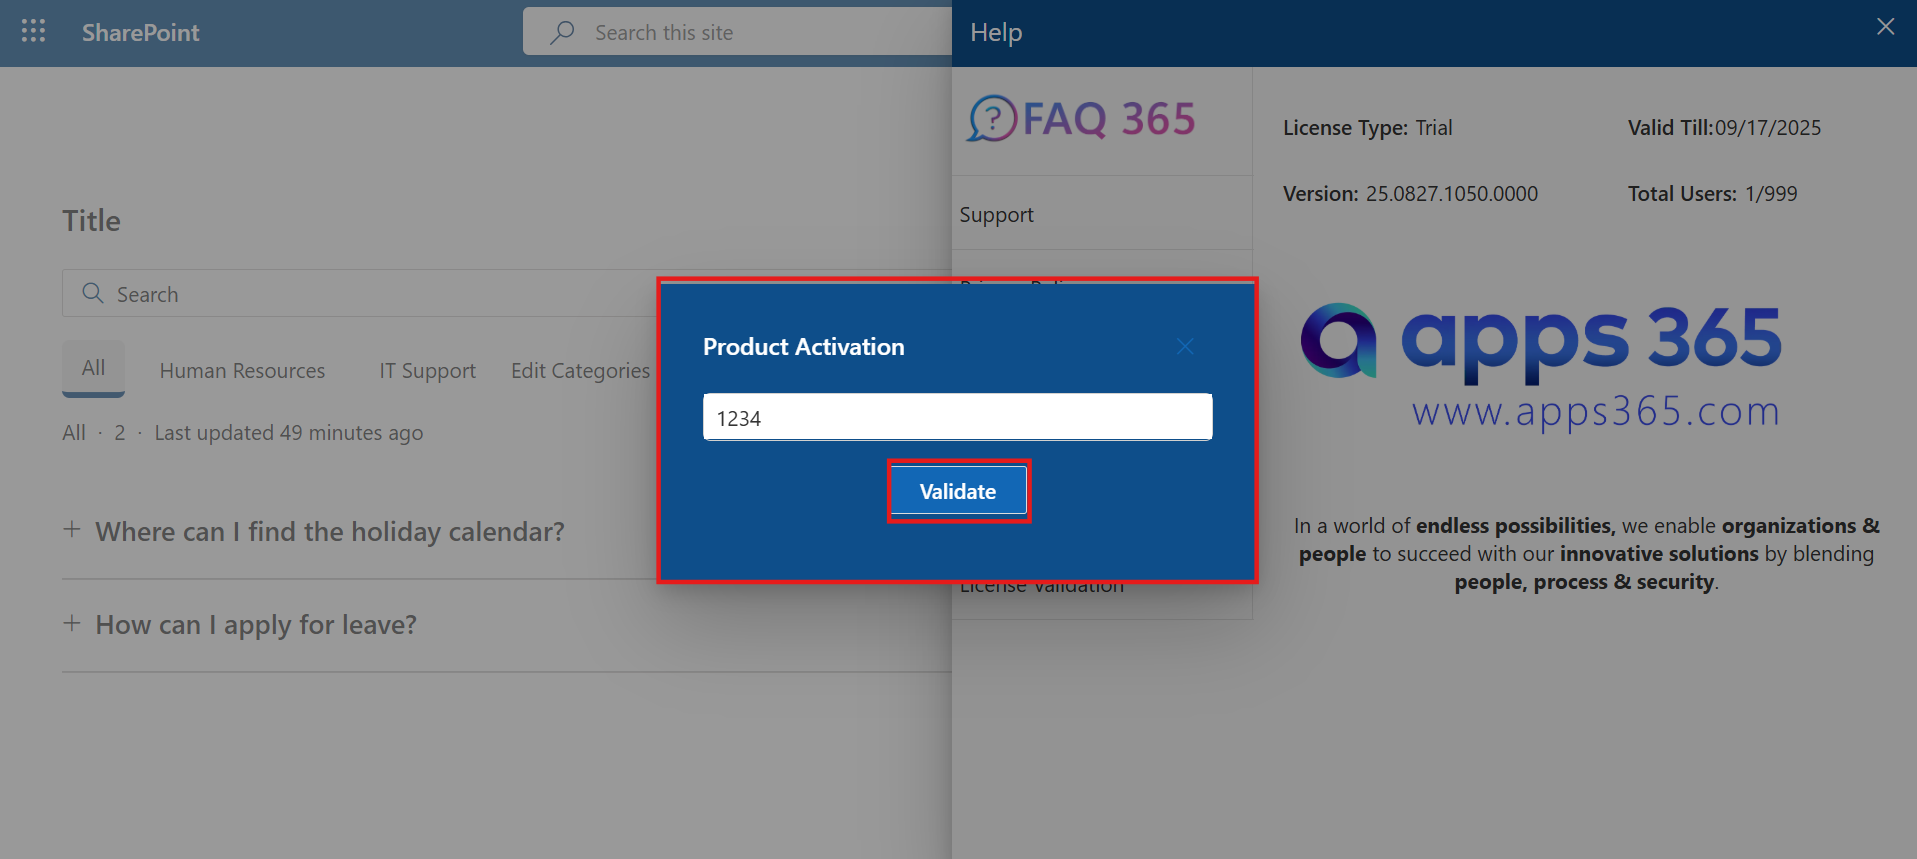 SharePoint
Search this site
Help
FAQ 365
License Type: Trial
Valid Till:09/17/2025
Version: 25.0827.1050.0000
Total Users: 1/999
Support
Title
Search
All
Human Resources
IT Support
Edit Categories
All · 2 · Last updated 49 minutes ago
Where can I find the holiday calendar?
How can I apply for leave?
Product Activation
1234
Validate
License Validation
apps 365
www.apps365.com
In a world of endless possibilities, we enable organizations &
people to succeed with our innovative solutions by blending
people, process & security.